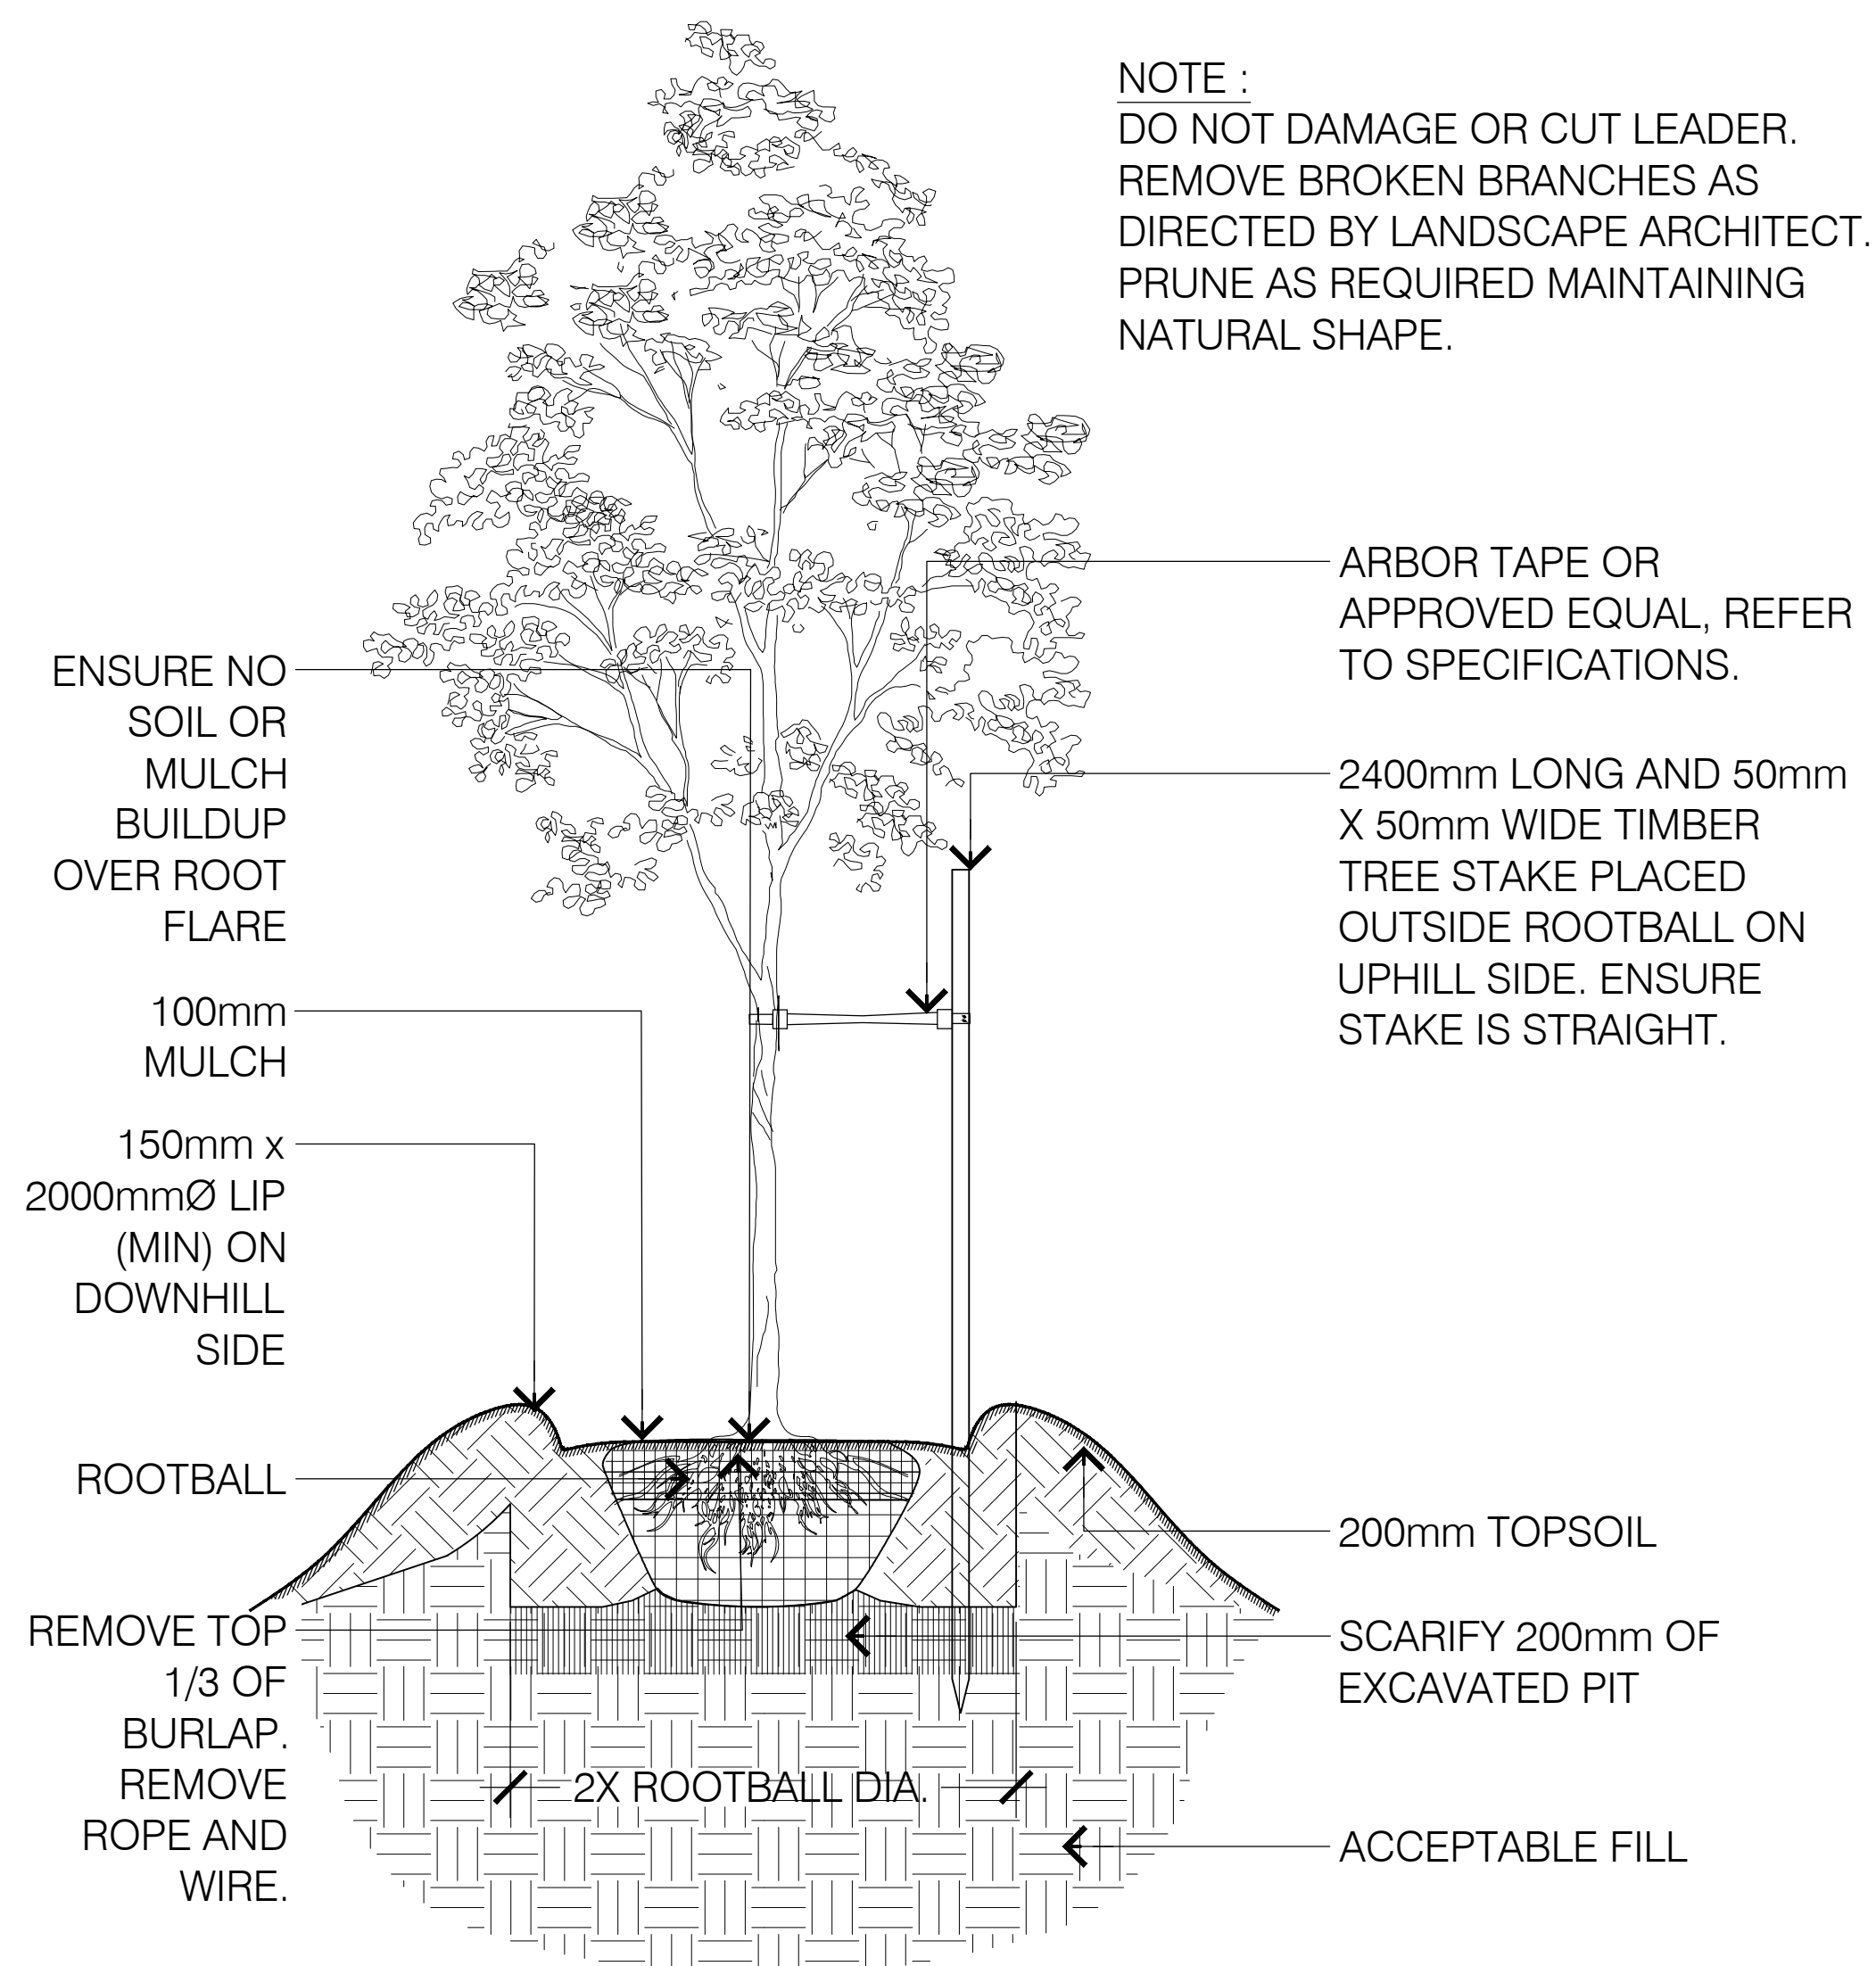 NOTE :
DO NOT DAMAGE OR CUT LEADER.
REMOVE BROKEN BRANCHES AS
DIRECTED BY LANDSCAPE ARCHITECT.
PRUNE AS REQUIRED MAINTAINING
NATURAL SHAPE.
ARBOR TAPE OR
APPROVED EQUAL, REFER
TO SPECIFICATIONS.
ENSURE NO
SOIL OR
MULCH
BUILDUP
OVER ROOT
FLARE
2400mm LONG AND 50mm
X 50mm WIDE TIMBER
TREE STAKE PLACED
OUTSIDE ROOTBALL ON
UPHILL SIDE. ENSURE
STAKE IS STRAIGHT.
100mm
MULCH
150mm x
2000mmØ LIP
(MIN) ON
DOWNHILL
SIDE
ROOTBALL
200mm TOPSOIL
REMOVE TOP
1/3 OF
BURLAP.
REMOVE
ROPE AND
WIRE.
SCARIFY 200mm OF
EXCAVATED PIT
2X ROOTBALL DIA.
ACCEPTABLE FILL